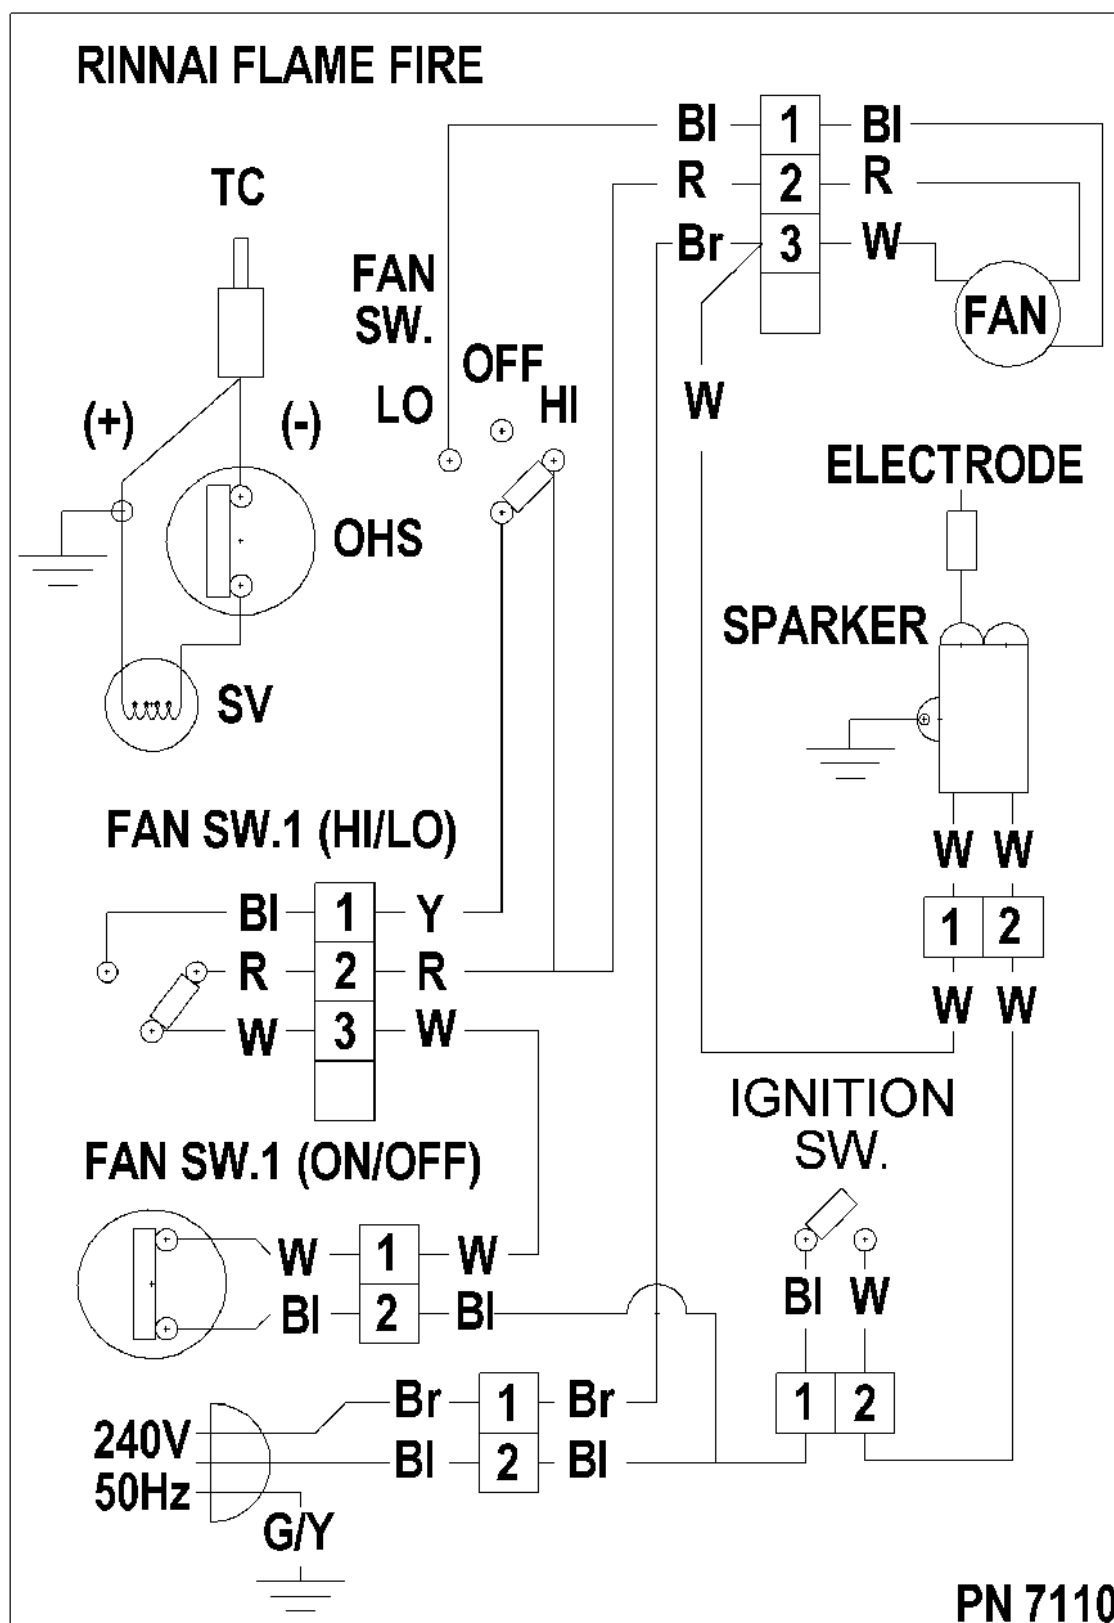 RINNAI FLAME FIRE
TC
(+)
(-)
OHS
SV
FAN
SW.
LO
OFF
HI
Bl 1 Bl
R 2 R
Br 3 W
FAN
W
ELECTRODE
SPARKER
W W
1 2
W W
FAN SW.1 (HI/LO)
Bl 1 Y
R 2 R
W 3 W
FAN SW.1 (ON/OFF)
W 1 W
Bl 2 Bl
IGNITION
SW.
Bl W
1 2
240V
50Hz
Br 1 Br
Bl 2 Bl
G/Y
PN 7110